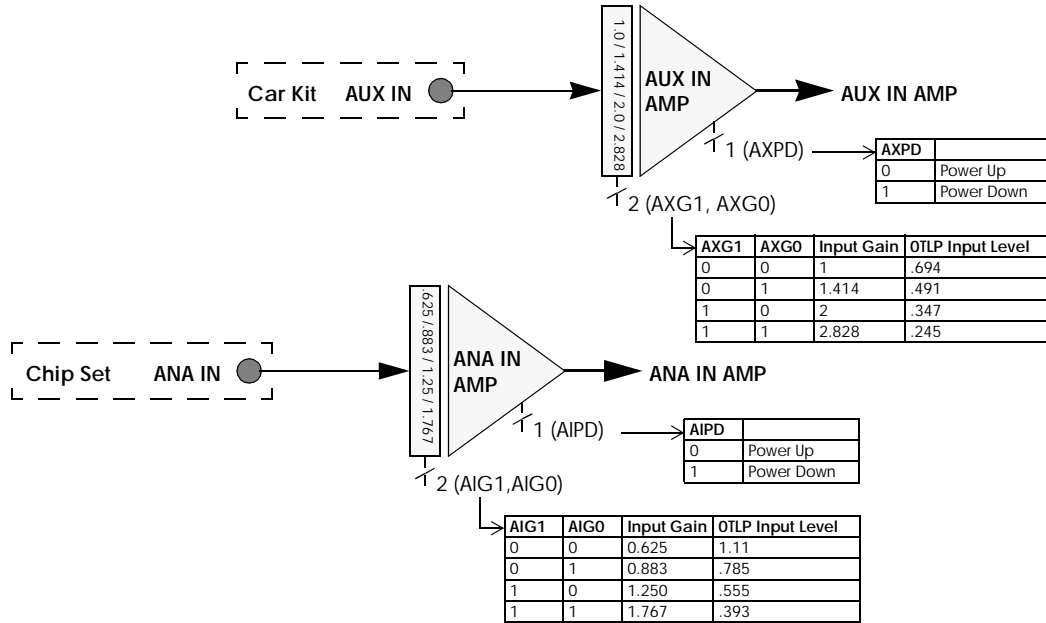 1.0 / 1.414 / 2.0 / 2.828
AUX IN
AMP
Car Kit AUX IN
AUX IN AMP
1 (AXPD)
AXPD
0 Power Up
1 Power Down
2 (AXG1, AXG0)
AXG1 AXG0 Input Gain 0TLP Input Level
0 0 1 .694
0 1 1.414 .491
1 0 2 .347
1 1 2.828 .245
.625 /.883 / 1.25 / 1.767
ANA IN
AMP
Chip Set ANA IN
ANA IN AMP
1 (AIPD)
AIPD
0 Power Up
1 Power Down
2 (AIG1,AIG0)
AIG1 AIG0 Input Gain 0TLP Input Level
0 0 0.625 1.11
0 1 0.883 .785
1 0 1.250 .555
1 1 1.767 .393